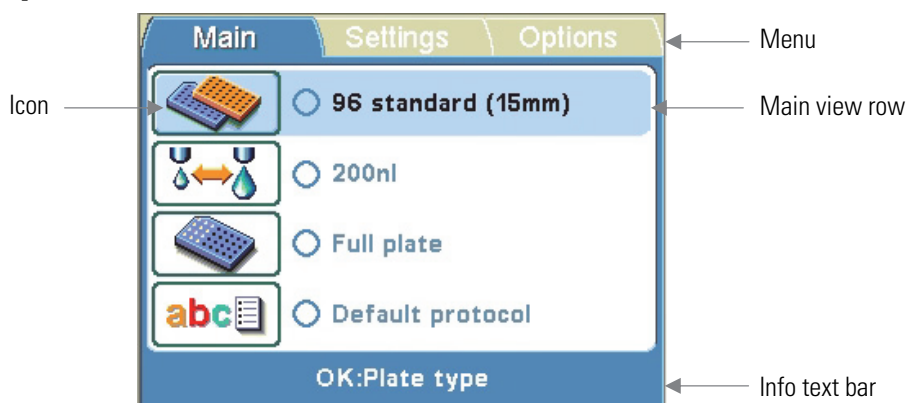 Main Settings Options
Menu
Icon
96 standard (15mm)
Main view row
200nl
Full plate
abc
Default protocol
OK:Plate type
Info text bar